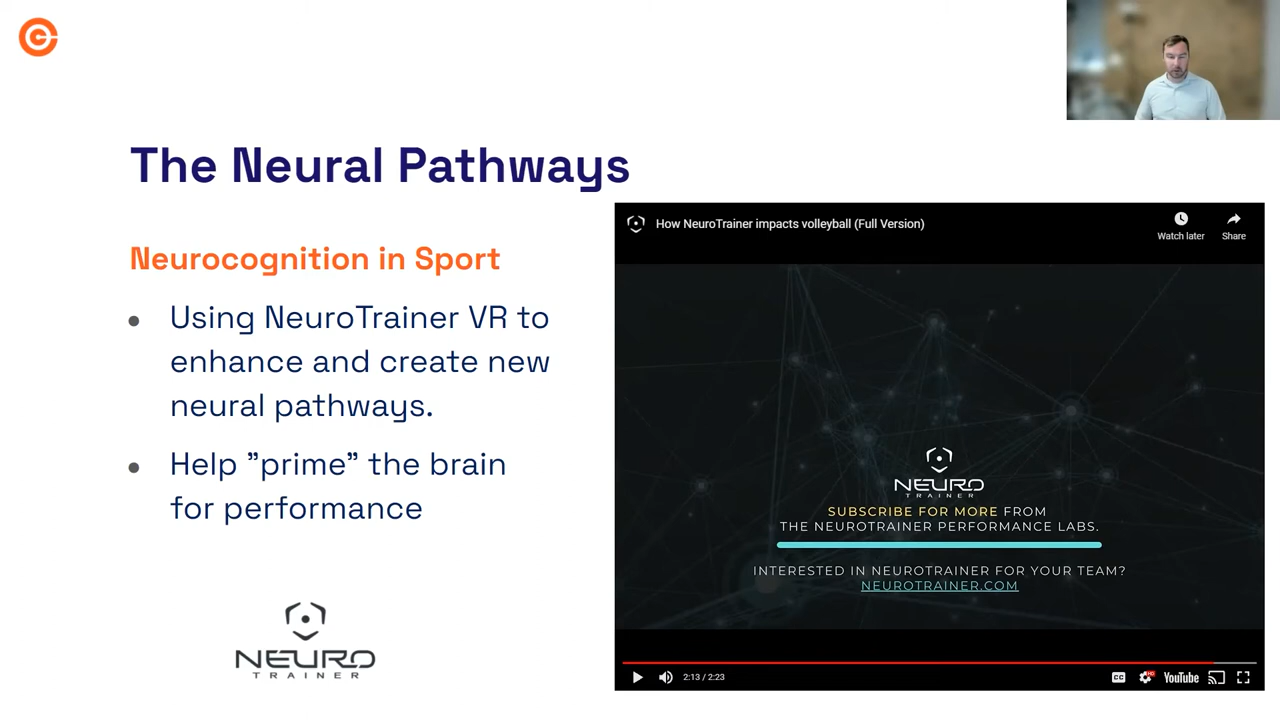 The Neural Pathways
Neurocognition in Sport
• Using NeuroTrainer VR to
enhance and create new
neural pathways.
• Help "prime" the brain
for performance
NEURO
TRAINER
How NeuroTrainer impacts volleyball (Full Version)
Watch later
Share
NEURO
TRAINER
SUBSCRIBE FOR MORE FROM
THE NEUROTRAINER PERFORMANCE LABS.
INTERESTED IN NEUROTRAINER FOR YOUR TEAM?
NEUROTRAINER.COM
2:13 / 2:23
CC
HD
YouTube